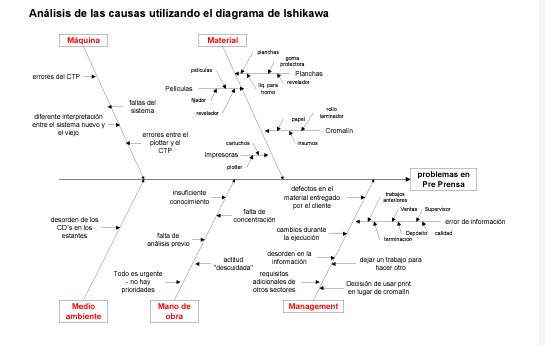 Análisis de las causas utilizando el diagrama de Ishikawa
Máquina
Material
errores del CTP
fallas del
sistema
diferente interpretación
entre el sistema nuevo y
el viejo
errores entre el
plotter y el
CTP
planchas
goma
protectora
Planchas
liq. para
horno
revelador
películas
Películas
fijador
revelador
papel
rollo
laminador
Cromalin
insumos
cartuchos
Impresoras
plotter
problemas en
Pre Prensa
desorden de los
CD´s en los
estantes
Medio
ambiente
insuficiente
conocimiento
falta de
concentración
falta de
análisis previo
actitud
"descuidada"
Todo es urgente
- no hay
prioridades
Mano de
obra
defectos en el
material entregado
por el cliente
trabajos
anteriores
Ventas
Supervisor
error de información
terminacion
Depósito
calidad
cambios durante
la ejecución
desorden en la
información
dejar un trabajo para
hacer otro
requisitos
adicionales de
otros sectores
Decisión de usar print
en lugar de cromalin
Management